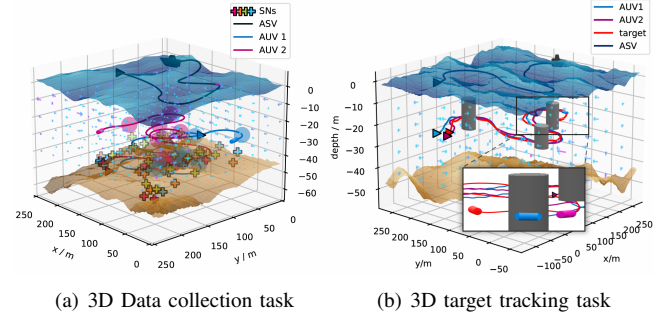 SNs
ASV
AUV 1
AUV 2
0
−10
−20
−30
−40
−50
−60
250
200
150
100
50
0
x / m
250
200
150
100
50
0
y / m
(a) 3D Data collection task
AUV1
AUV2
target
ASV
0
−10
−20
−30
−40
−50
depth / m
250
200
150
100
50
0
−50
y/m
−100
−50
0
50
100
150
200
250
x/m
(b) 3D target tracking task